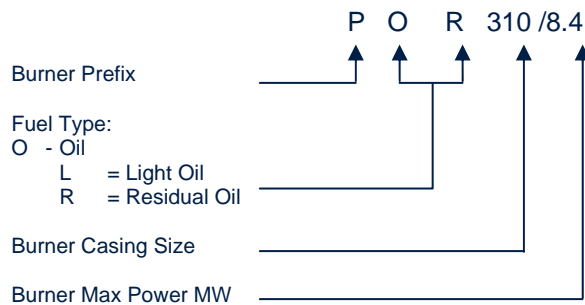 P O R 310 /8.4
Burner Prefix
Fuel Type:
O - Oil
L = Light Oil
R = Residual Oil
Burner Casing Size
Burner Max Power MW